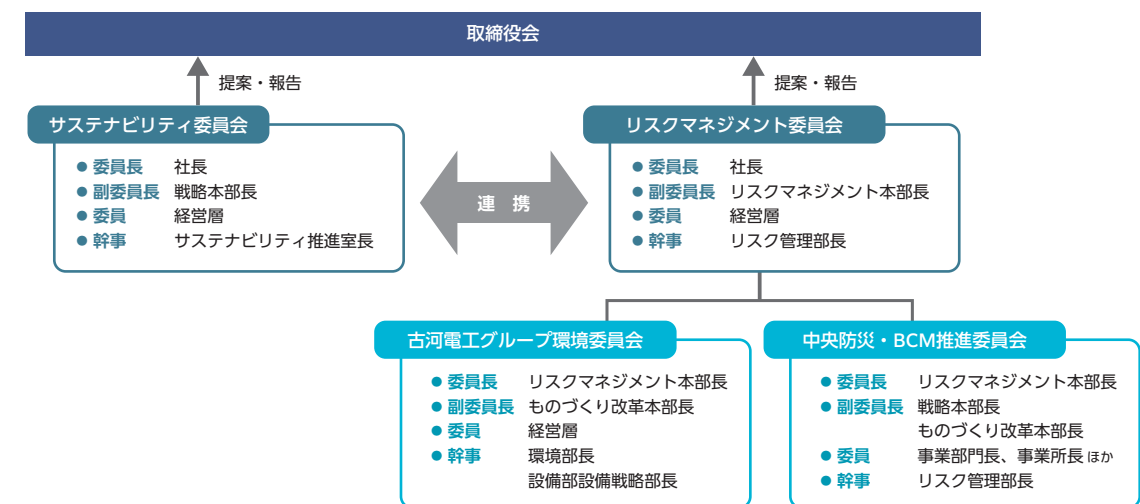 取締役会
提案・報告
提案・報告
サステナビリティ委員会
● 委員長 社長
● 副委員長 戦略本部長
● 委員 経営層
● 幹事 サステナビリティ推進室長
連 携
リスクマネジメント委員会
● 委員長 社長
● 副委員長 リスクマネジメント本部長
● 委員 経営層
● 幹事 リスク管理部長
古河電工グループ環境委員会
● 委員長 リスクマネジメント本部長
● 副委員長 ものづくり改革本部長
● 委員 経営層
● 幹事 環境部長
設備部設備戦略部長
中央防災・BCM推進委員会
● 委員長 リスクマネジメント本部長
● 副委員長 戦略本部長
ものづくり改革本部長
● 委員 事業部門長、事業所長 ほか
● 幹事 リスク管理部長